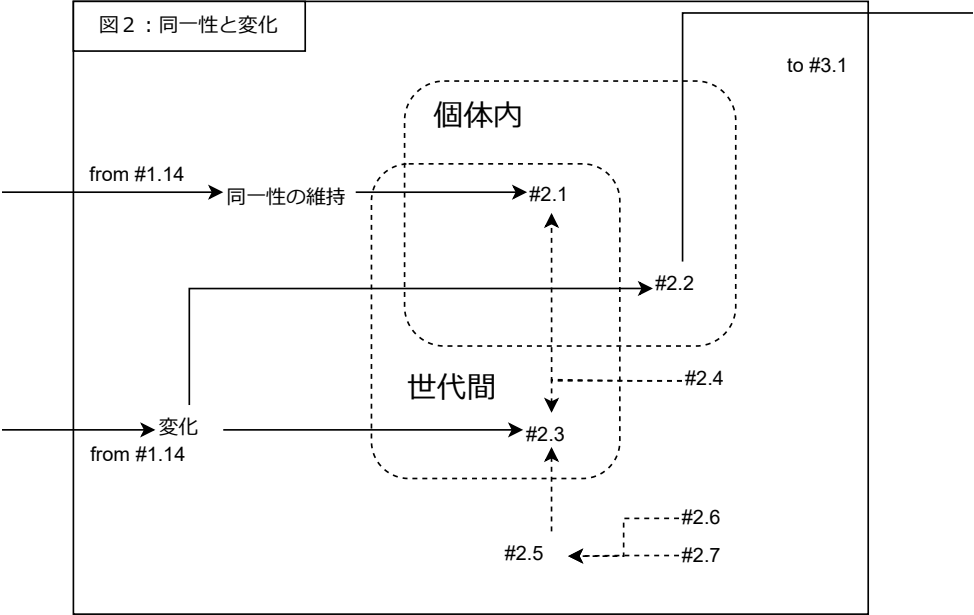 図2：同一性と変化
to #3.1
個体内
from #1.14
同一性の維持
#2.1
#2.2
世代間
#2.4
変化
#2.3
from #1.14
#2.6
#2.5
#2.7